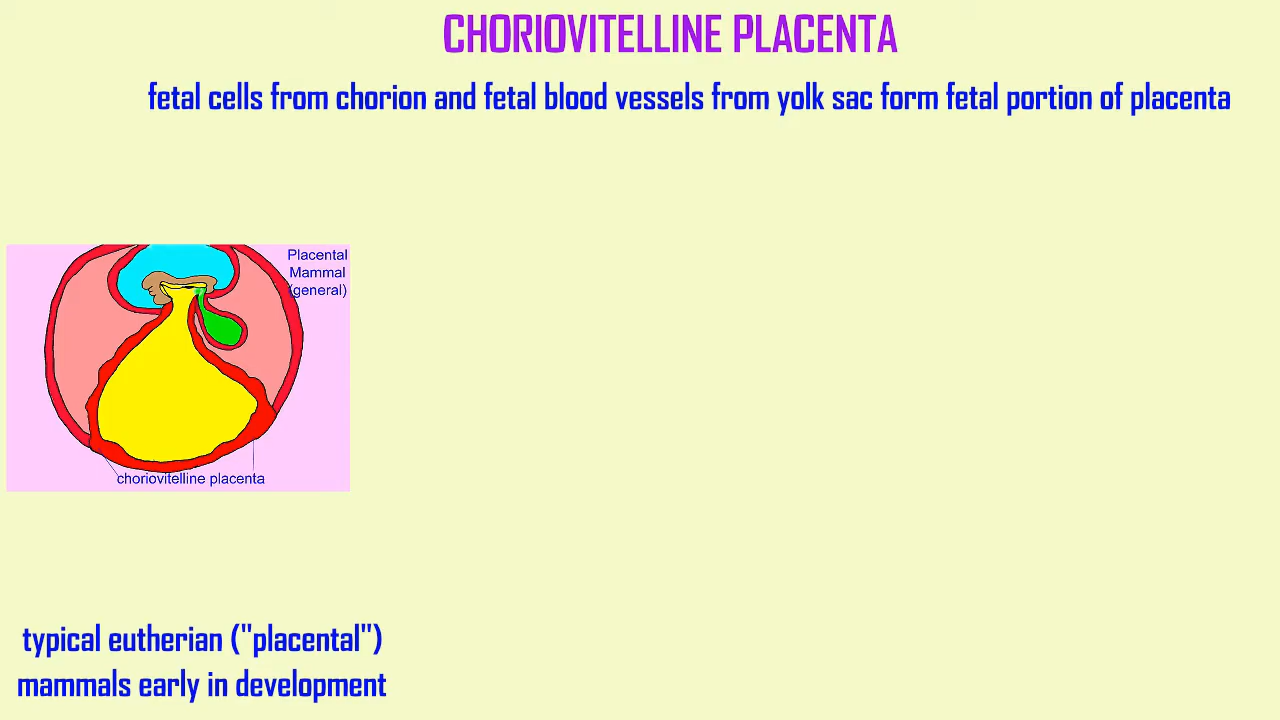 CHORIOVITELLINE PLACENTA
fetal cells from chorion and fetal blood vessels from yolk sac form fetal portion of placenta
Placental
Mammal
(general)
choriovitelline placenta
typical eutherian ("placental")
mammals early in development